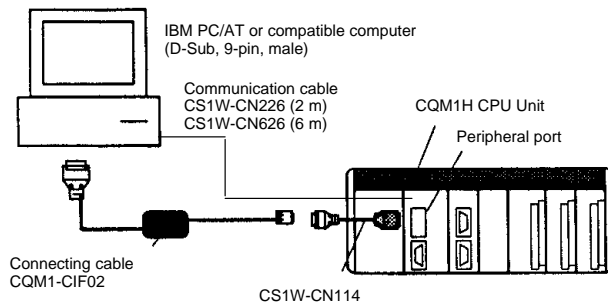 IBM PC/AT or compatible computer
(D-Sub, 9-pin, male)
Communication cable
CS1W-CN226 (2 m)
CS1W-CN626 (6 m)
CQM1H CPU Unit
Peripheral port
Connecting cable
CQM1-CIF02
CS1W-CN114